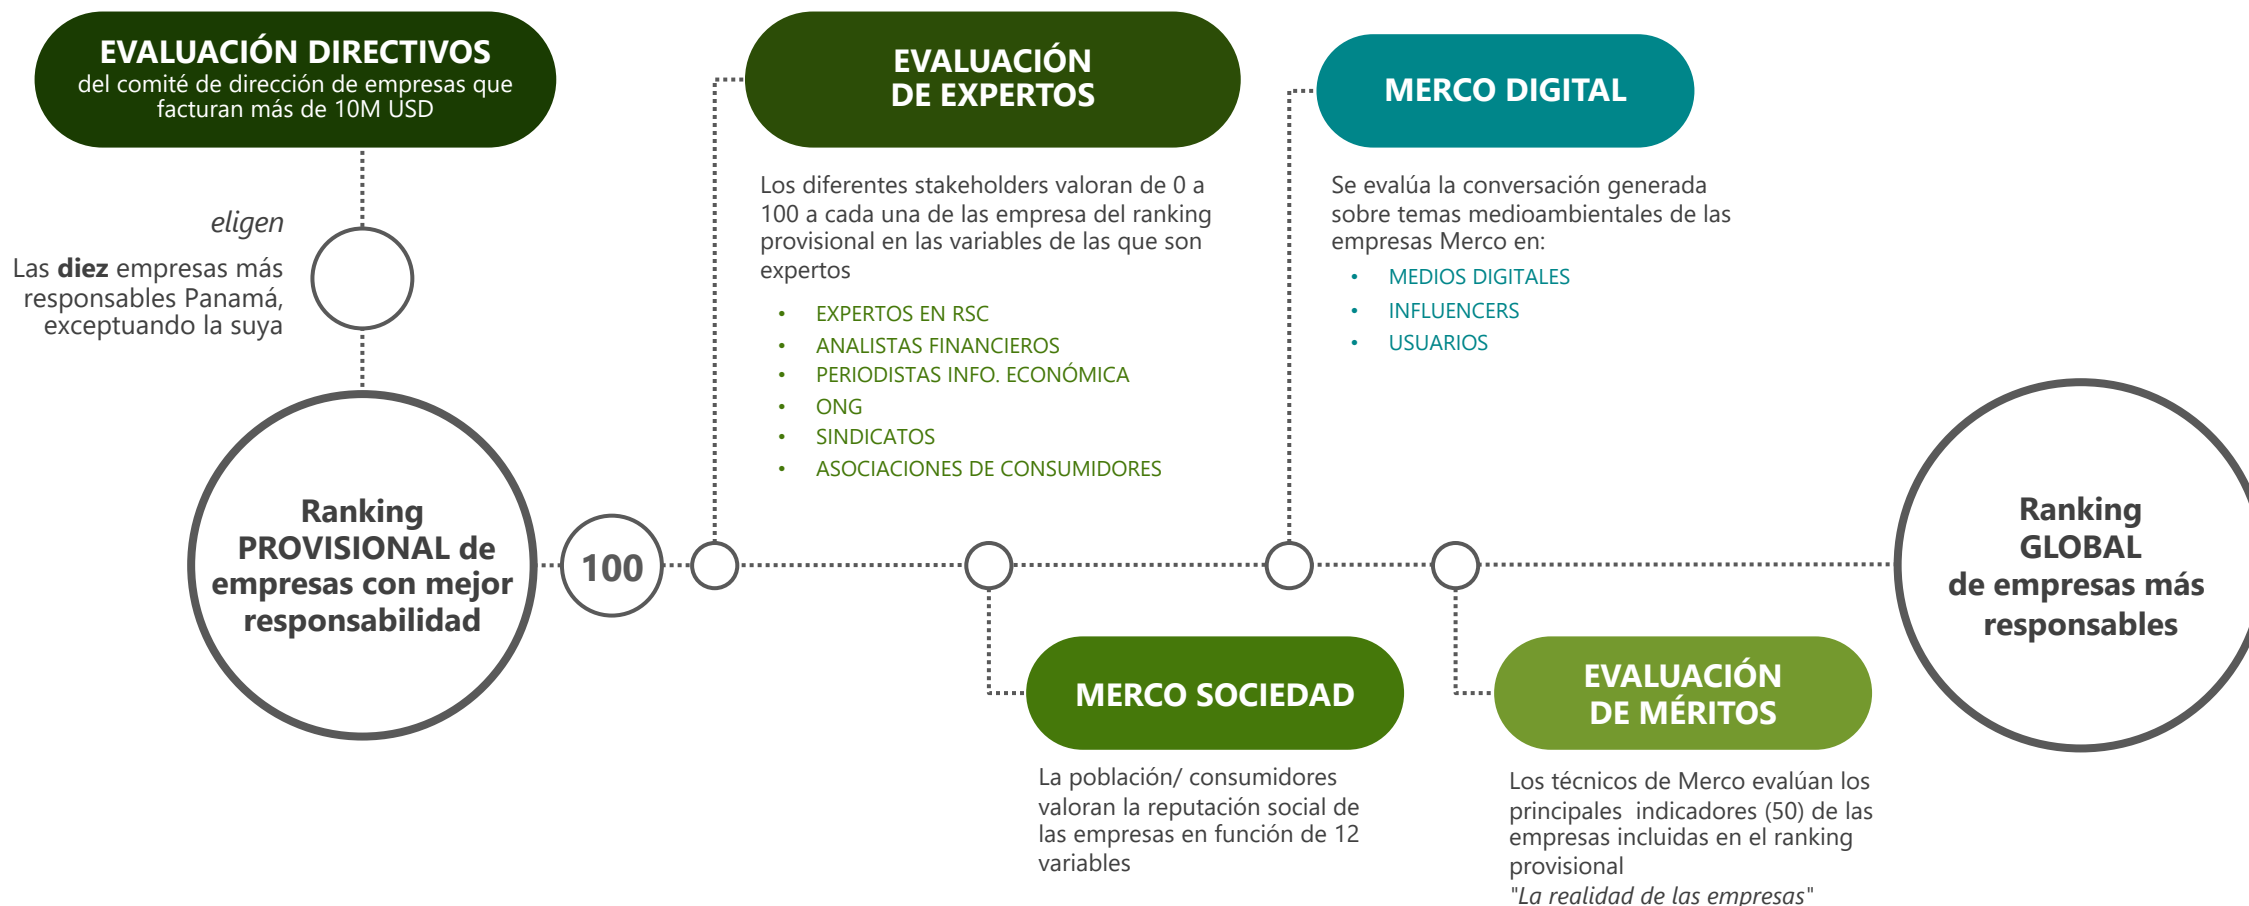 EVALUACIÓN DIRECTIVOS
del comité de dirección de empresas que
facturan más de 10M USD
eligen
Las diez empresas más
responsables Panamá,
exceptuando la suya
Ranking
PROVISIONAL de
empresas con mejor
responsabilidad
100
EVALUACIÓN
DE EXPERTOS
Los diferentes stakeholders valoran de 0 a
100 a cada una de las empresa del ranking
provisional en las variables de las que son
expertos
• EXPERTOS EN RSC
• ANALISTAS FINANCIEROS
• PERIODISTAS INFO. ECONÓMICA
• ONG
• SINDICATOS
• ASOCIACIONES DE CONSUMIDORES
MERCO SOCIEDAD
La población/ consumidores
valoran la reputación social de
las empresas en función de 12
variables
MERCO DIGITAL
Se evalúa la conversación generada
sobre temas medioambientales de las
empresas Merco en:
• MEDIOS DIGITALES
• INFLUENCERS
• USUARIOS
EVALUACIÓN
DE MÉRITOS
Los técnicos de Merco evalúan los
principales  indicadores (50) de las
empresas incluidas en el ranking
provisional
"La realidad de las empresas"
Ranking
GLOBAL
de empresas más
responsables